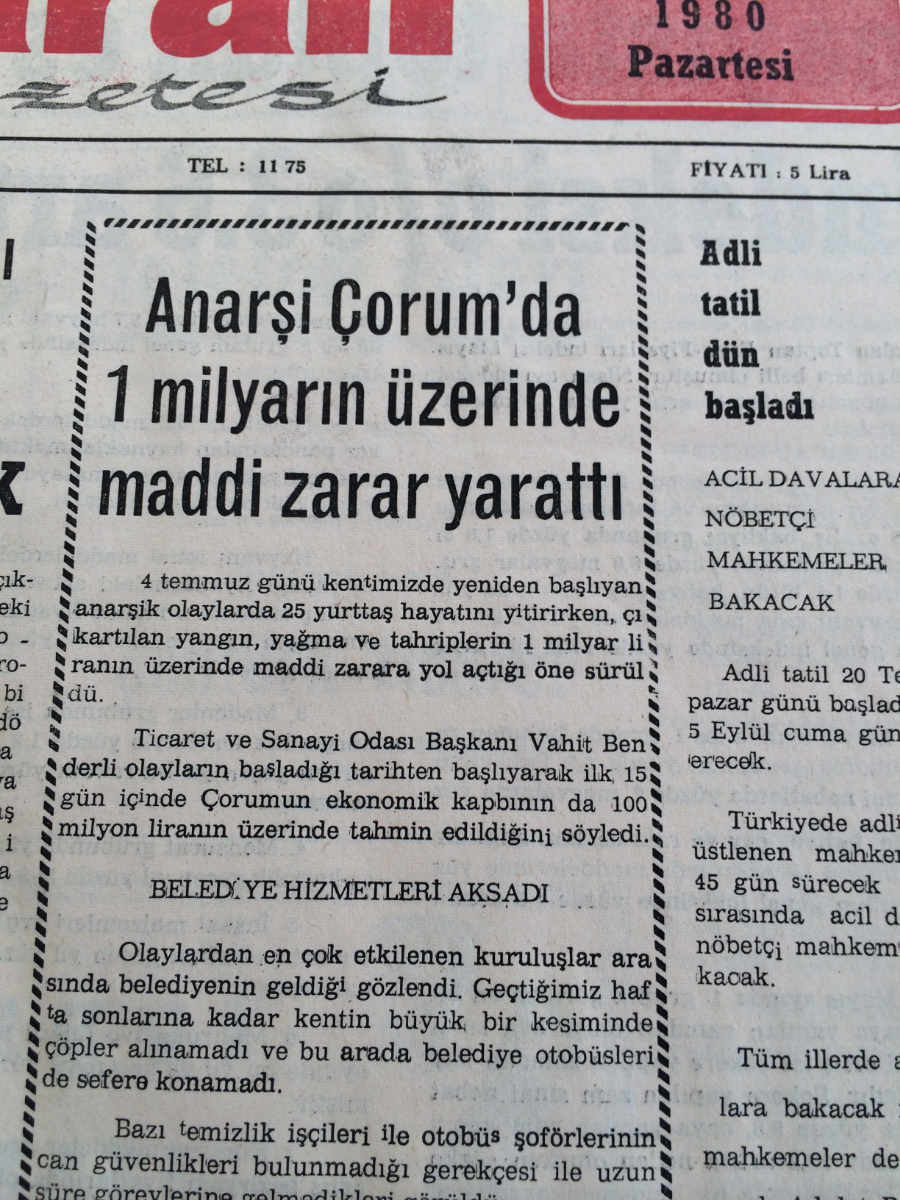 zetesi
1980
Pazartesi
TEL : 11 75
FİYATI : 5 Lira
Anarşi Çorum'da
1 milyarın üzerinde
maddi zarar yarattı
4 temmuz günü kentimizde yeniden başlıyan
anarşik olaylarda 25 yurttaş hayatını yitirirken, çı
kartılan yangın, yağma ve tahriplerin 1 milyar li
ranın üzerinde maddi zarara yol açtığı öne sürül
dü.
Ticaret ve Sanayi Odası Başkanı Vahit Ben
derli olayların başladığı tarihten başlıyarak ilk 15
gün içinde Çorumun ekonomik kapbının da 100
milyon liranın üzerinde tahmin edildiğini söyledi.
BELEDİYE HİZMETLERİ AKSADI
Olaylardan en çok etkilenen kuruluşlar ara
sında belediyenin geldiği gözlendi. Geçtiğimiz haf
ta sonlarına kadar kentin büyük bir kesiminde
çöpler alınamadı ve bu arada belediye otobüsleri
de sefere konamadı.
Bazı temizlik işçileri ile otobüs şoförlerinin
can güvenlikleri bulunmadığı gerekçesi ile uzun
süre görevlerine gelmedikleri görüldü.
Adli
tatil
dün
başladı
ACİL DAVALARA
NÖBETÇİ
MAHKEMELER
BAKACAK
Adli tatil 20 Te
pazar günü başlad
5 Eylül cuma gün
erecek.
Türkiyede adli
üstlenen mahker
45 gün sürecek
sırasında acil d
nöbetçi mahkem
kacak.
Tüm illerde a
lara bakacak
mahkemeler de